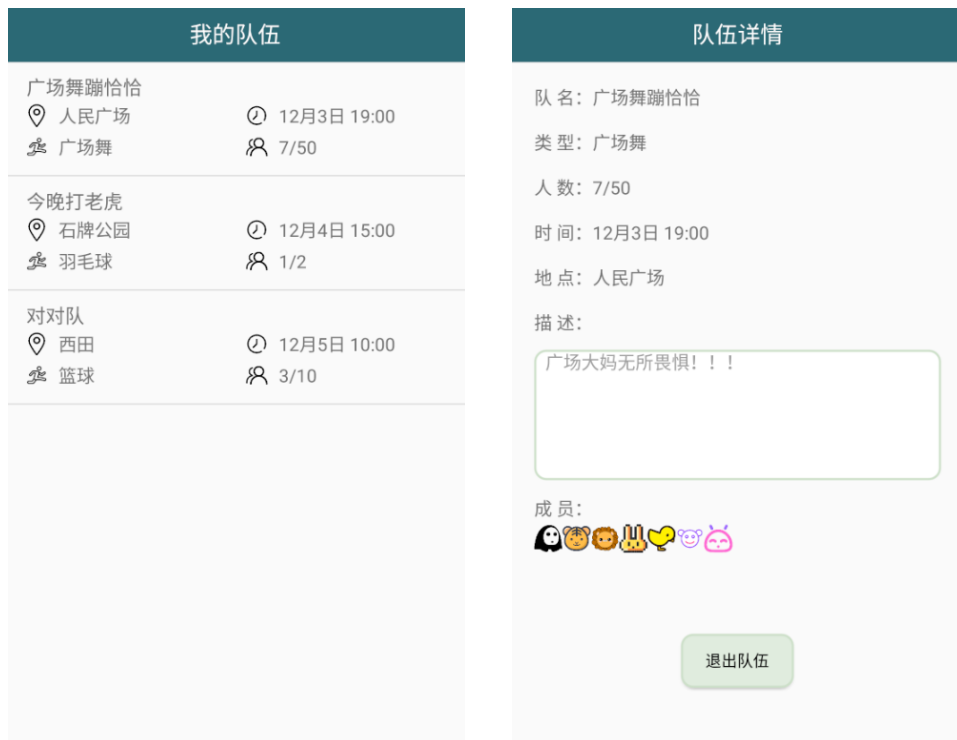 我的队伍
广场舞蹦恰恰
人民广场 12月3日 19:00
广场舞 7/50
今晚打老虎
石牌公园 12月4日 15:00
羽毛球 1/2
对对队
西田 12月5日 10:00
篮球 3/10
队伍详情
队 名：广场舞蹦恰恰
类 型：广场舞
人 数：7/50
时 间：12月3日 19:00
地 点：人民广场
描 述：
广场大妈无所畏惧！！！
成 员：
退出队伍